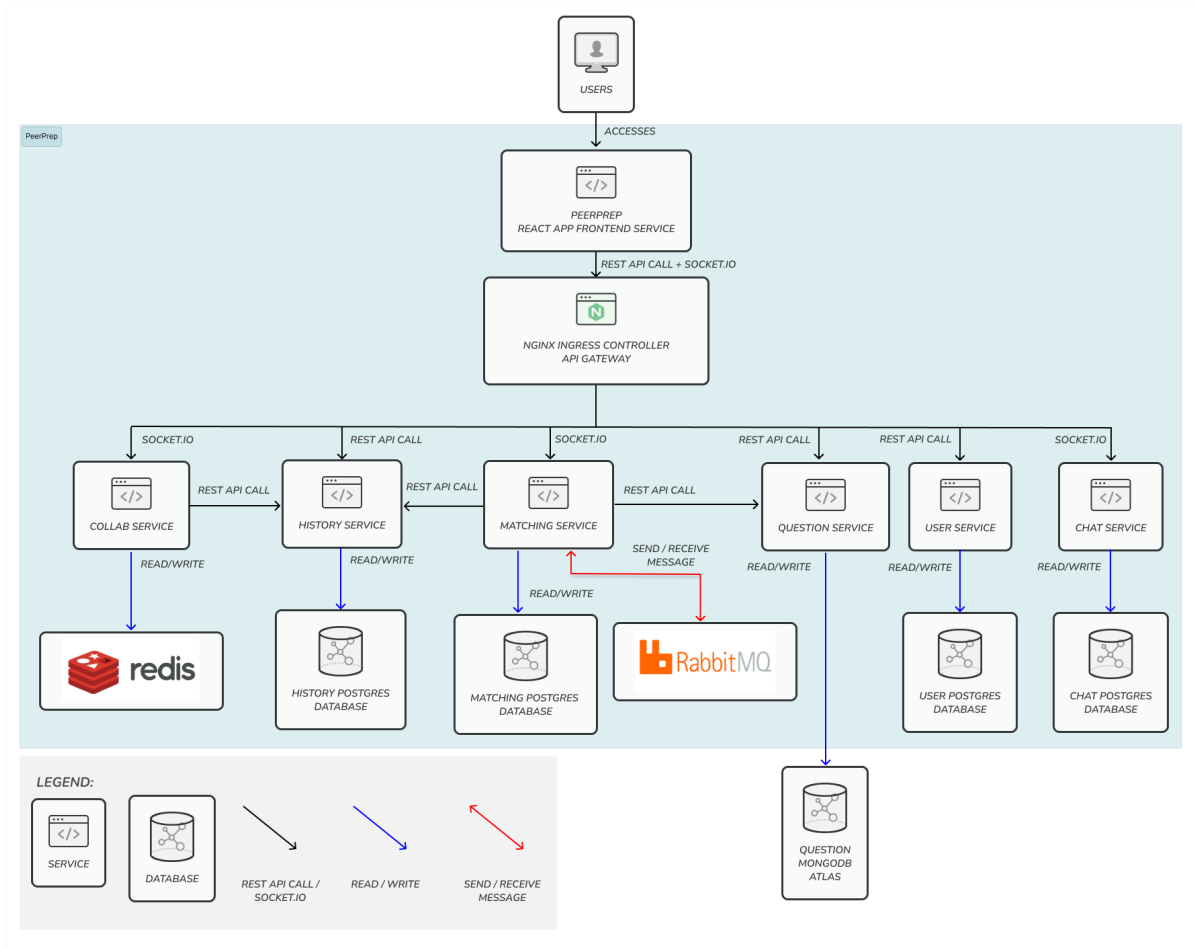 USERS
PeerPrep
ACCESSES
</>
PEERPREP
REACT APP FRONTEND SERVICE
REST API CALL + SOCKET.IO
N
NGINX INGRESS CONTROLLER
API GATEWAY
SOCKET.IO
REST API CALL
SOCKET.IO
REST API CALL
REST API CALL
SOCKET.IO
</>
COLLAB SERVICE
REST API CALL
</>
HISTORY SERVICE
REST API CALL
</>
MATCHING SERVICE
REST API CALL
</>
QUESTION SERVICE
</>
USER SERVICE
</>
CHAT SERVICE
READ/WRITE
READ/WRITE
READ/WRITE
SEND / RECEIVE
MESSAGE
READ/WRITE
READ/WRITE
READ/WRITE
redis
HISTORY POSTGRES
DATABASE
MATCHING POSTGRES
DATABASE
RabbitMQ
USER POSTGRES
DATABASE
CHAT POSTGRES
DATABASE
QUESTION
MONGODB
ATLAS
LEGEND:
</>
SERVICE
DATABASE
REST API CALL /
SOCKET.IO
READ / WRITE
SEND / RECEIVE
MESSAGE